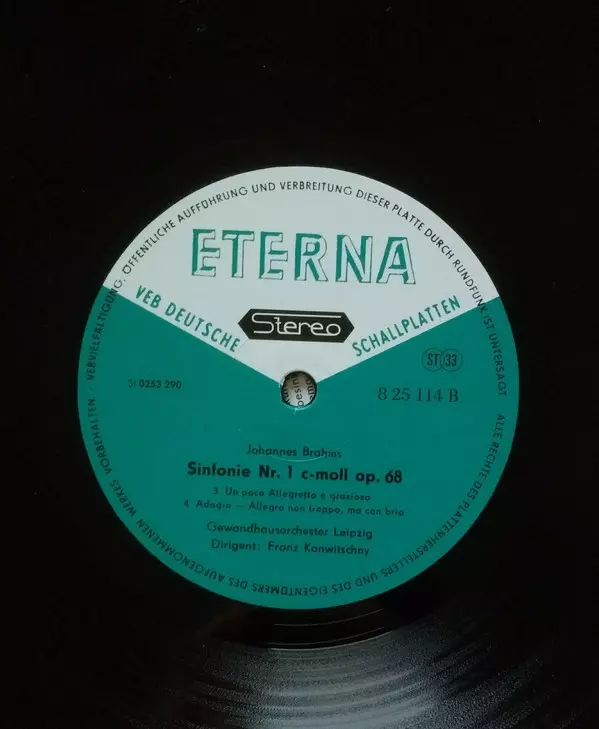 VERVIELFÄLTIGUNG, ÖFFENTLICHE AUFFÜHRUNG UND VERBREITUNG DIESER PLATTE DURCH RUNDFUNK IST UNTERSAGT · ALLE RECHTE DES PLATTENHERSTELLERS UND DES EIGENTÜMERS DES AUFGENOMMENEN WERKES VORBEHALTEN ·
ETERNA
VEB DEUTSCHE SCHALLPLATTEN
Stereo
ST 33
St 0253 290
8 25 114 B
Johannes Brahms
Sinfonie Nr. 1 c-moll op. 68
3. Un poco Allegretto e grazioso
4. Adagio — Allegro non troppo, ma con brio
Gewandhausorchester Leipzig
Dirigent: Franz Konwitschny